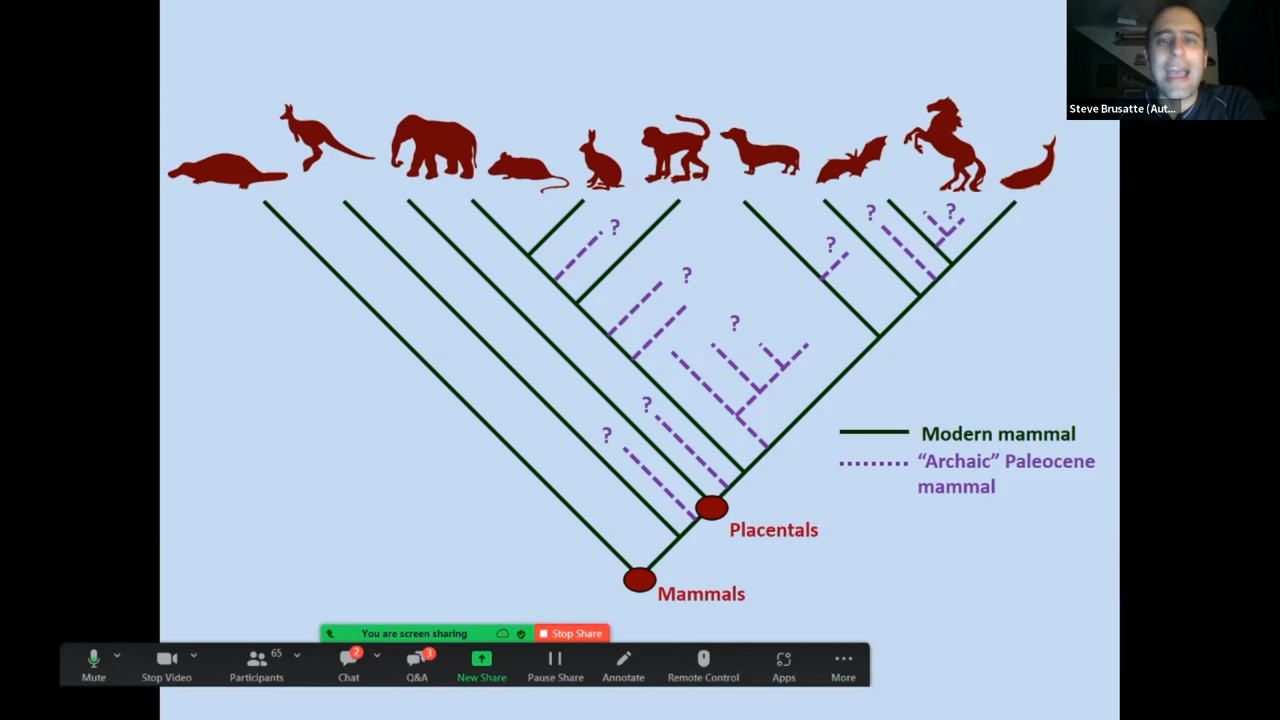 Steve Brusatte (Aut...
?
?
?
?
?
?
?
?
Modern mammal
“Archaic” Paleocene
mammal
Placentals
Mammals
You are screen sharing
Stop Share
65
2
3
Mute
Stop Video
Participants
Chat
Q&A
New Share
Pause Share
Annotate
Remote Control
Apps
More